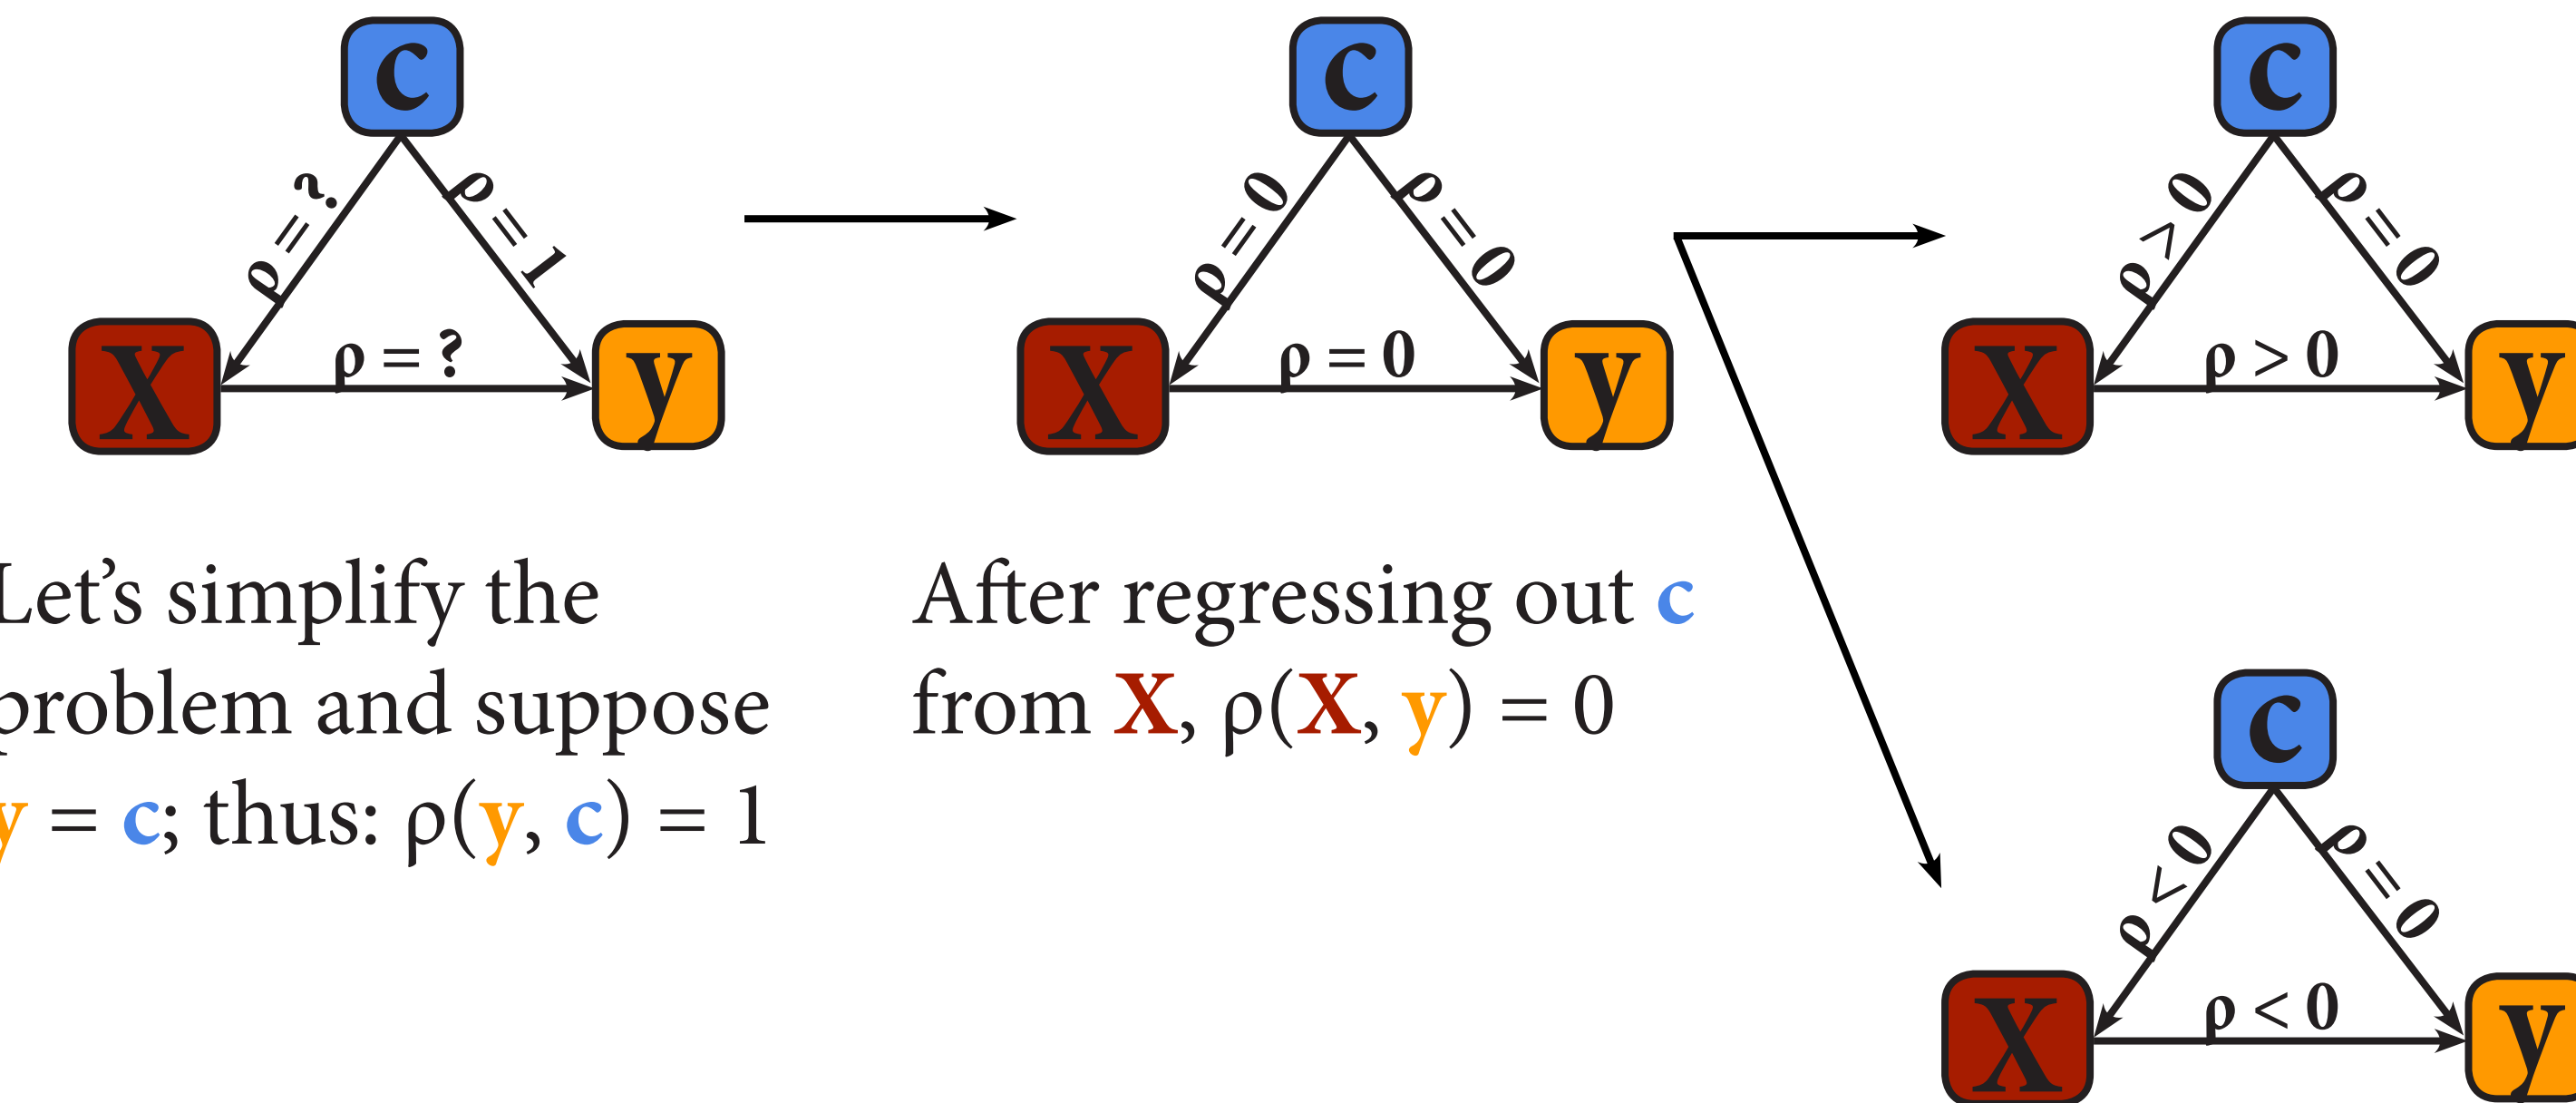 c
ρ = ?
ρ = 1
X
ρ = ?
y
c
ρ = 0
ρ = 0
X
ρ = 0
y
c
ρ > 0
ρ = 0
X
ρ > 0
y
Let's simplify the
problem and suppose
y = c; thus: ρ(y, c) = 1
After regressing out c
from X, ρ(X, y) = 0
c
ρ < 0
ρ = 0
X
ρ < 0
y